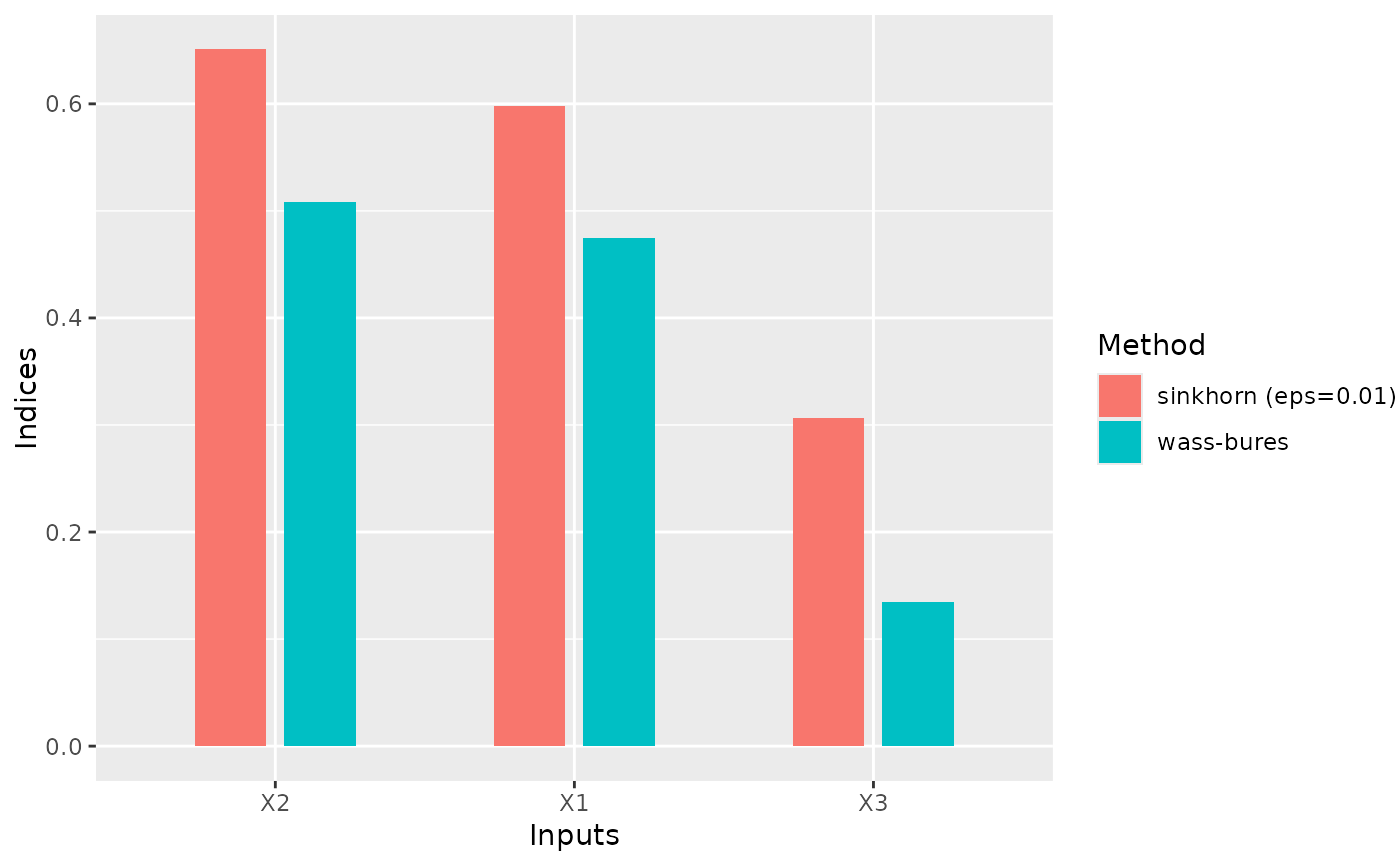 0.6
0.4
0.2
0.0
Indices
X2
X1
X3
Inputs
Method
sinkhorn (eps=0.01)
wass-bures